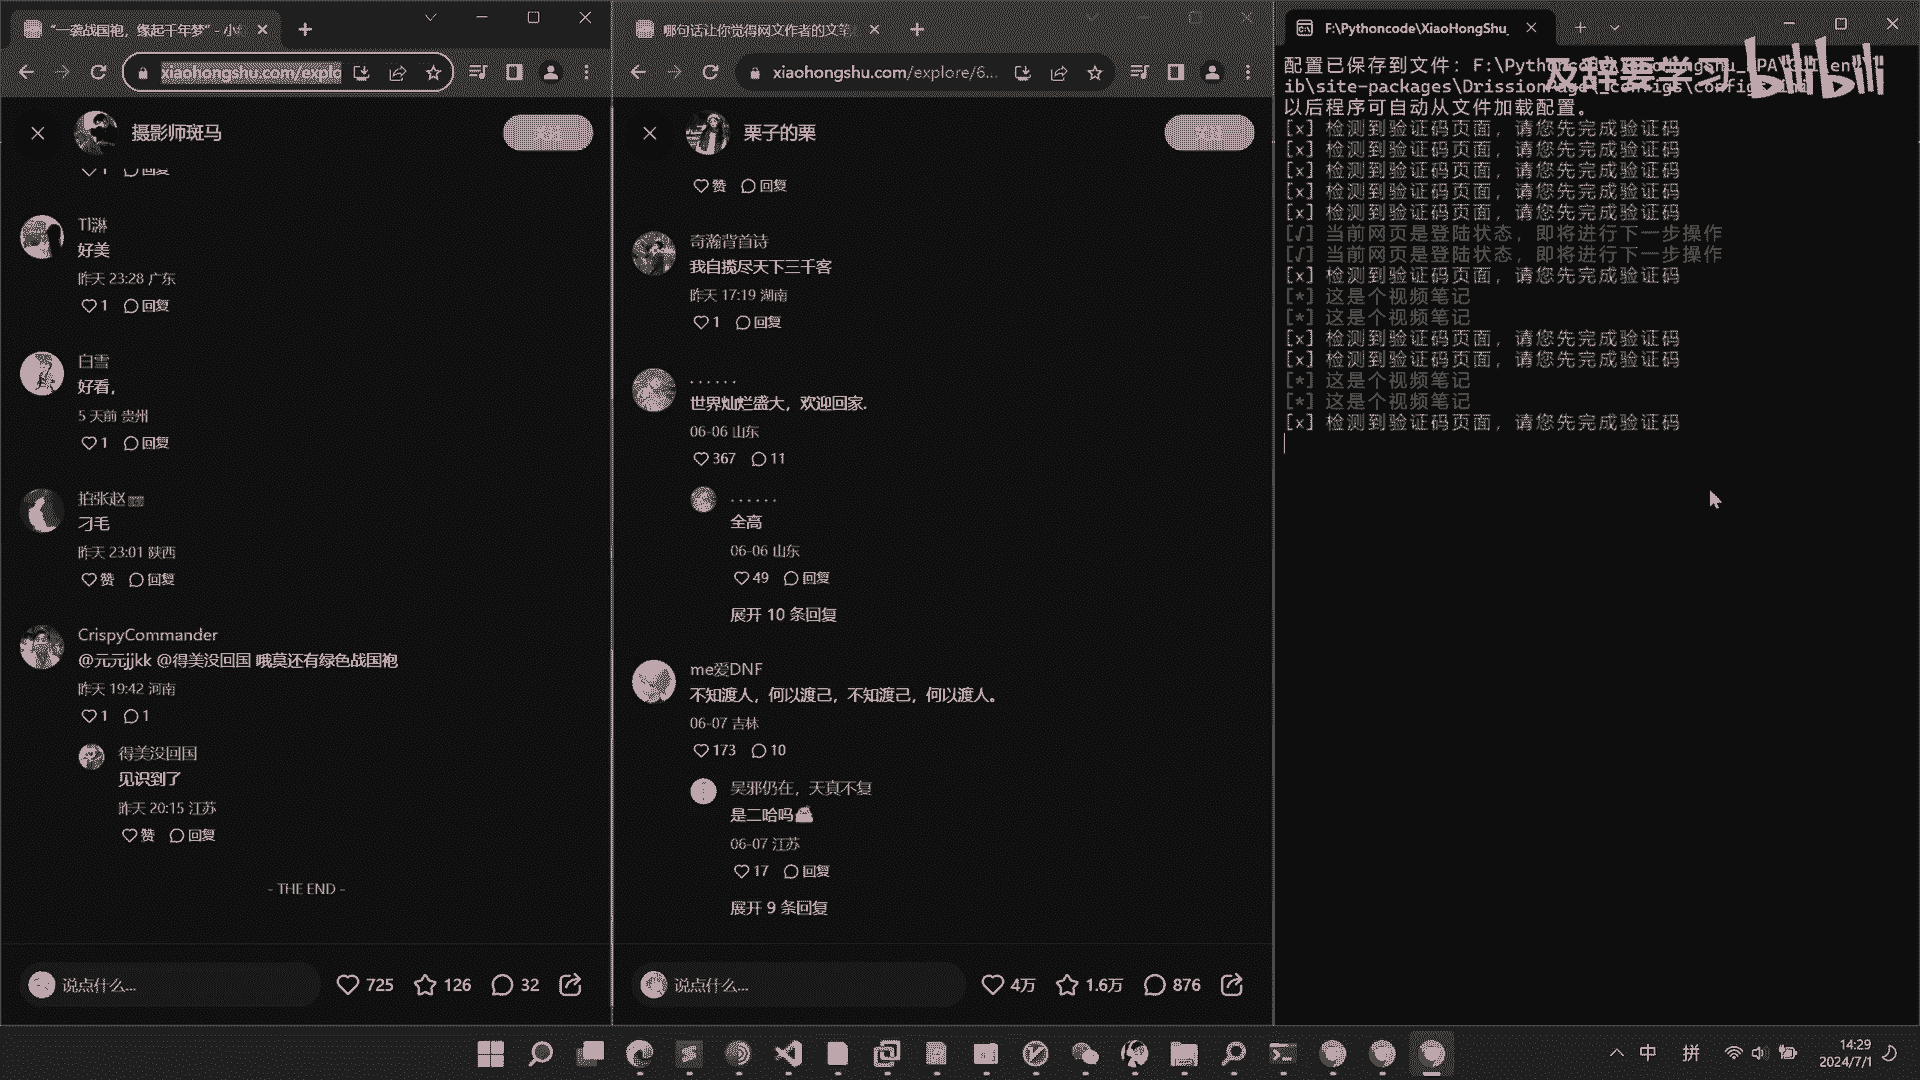 “一袭战国袍，缘起千年梦” - 小
xiaohongshu.com/explo
摄影师斑马
1 回复
Tl淋
好美
昨天 23:28 广东
1 回复
白雪
好看,
5 天前 贵州
1 回复
拍张赵
刁毛
昨天 23:01 陕西
赞 回复
CrispyCommander
@元元jjkk @得美没回国 哦莫还有绿色战国袍
昨天 19:42 河南
1 1
得美没回国
见识到了
昨天 20:15 江苏
赞 回复
- THE END -
说点什么...
725 126 32
哪句话让你觉得网文作者的文笔
xiaohongshu.com/explore/6...
栗子的栗
赞 回复
奇瀚背首诗
我自揽尽天下三千客
昨天 17:19 湖南
1 回复
......
世界灿烂盛大，欢迎回家.
06-06 山东
367 11
......
全高
06-06 山东
49 回复
展开 10 条回复
me爱DNF
不知渡人，何以渡己，不知渡己，何以渡人。
06-07 吉林
173 10
吴邪仍在，天真不复
是二哈吗
06-07 江苏
17 回复
展开 9 条回复
说点什么...
4万 1.6万 876
F:\Pythoncode\XiaoHongShu_
及辞要学习 bilibili
配置已保存到文件：F:\Pythoncode\XiaoHongShu_
ib\site-packages\DrissionPage\_configs\configs.ini
以后程序可自动从文件加载配置。
[x] 检测到验证码页面，请您先完成验证码
[x] 检测到验证码页面，请您先完成验证码
[x] 检测到验证码页面，请您先完成验证码
[x] 检测到验证码页面，请您先完成验证码
[x] 检测到验证码页面，请您先完成验证码
[√] 当前网页是登陆状态，即将进行下一步操作
[√] 当前网页是登陆状态，即将进行下一步操作
[x] 检测到验证码页面，请您先完成验证码
[*] 这是个视频笔记
[*] 这是个视频笔记
[x] 检测到验证码页面，请您先完成验证码
[x] 检测到验证码页面，请您先完成验证码
[*] 这是个视频笔记
[*] 这是个视频笔记
[x] 检测到验证码页面，请您先完成验证码
中 拼
14:29
2024/7/1